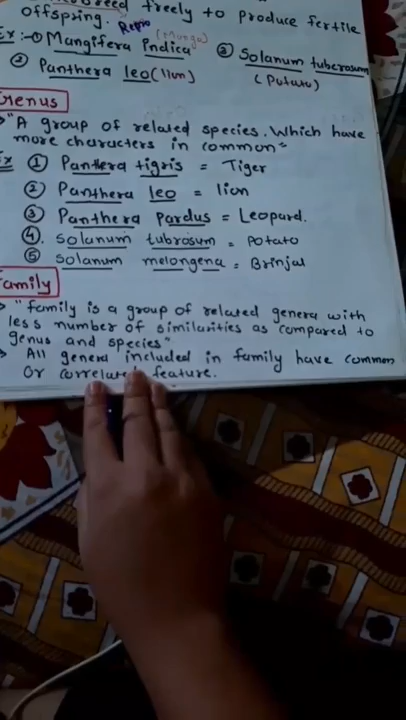 freely to produce fertile
offspring. Repro
Ex:- ① Mangifera Indica (Mango) ③ Solanum tuberosum
② Panthera leo (lion) (Potato)
Genus
"A group of related species. Which have
more characters in common"
Ex ① Pantera tigris = Tiger
② Panthera leo = lion
③ Panthera pardus = Leopard.
④. Solanum tubrosum = Potato
⑤ Solanum melongena = Brinjal
Family
"family is a group of related genera with
less number of similarities as compared to
genus and species"
All genera included in family have common
or correlated feature.